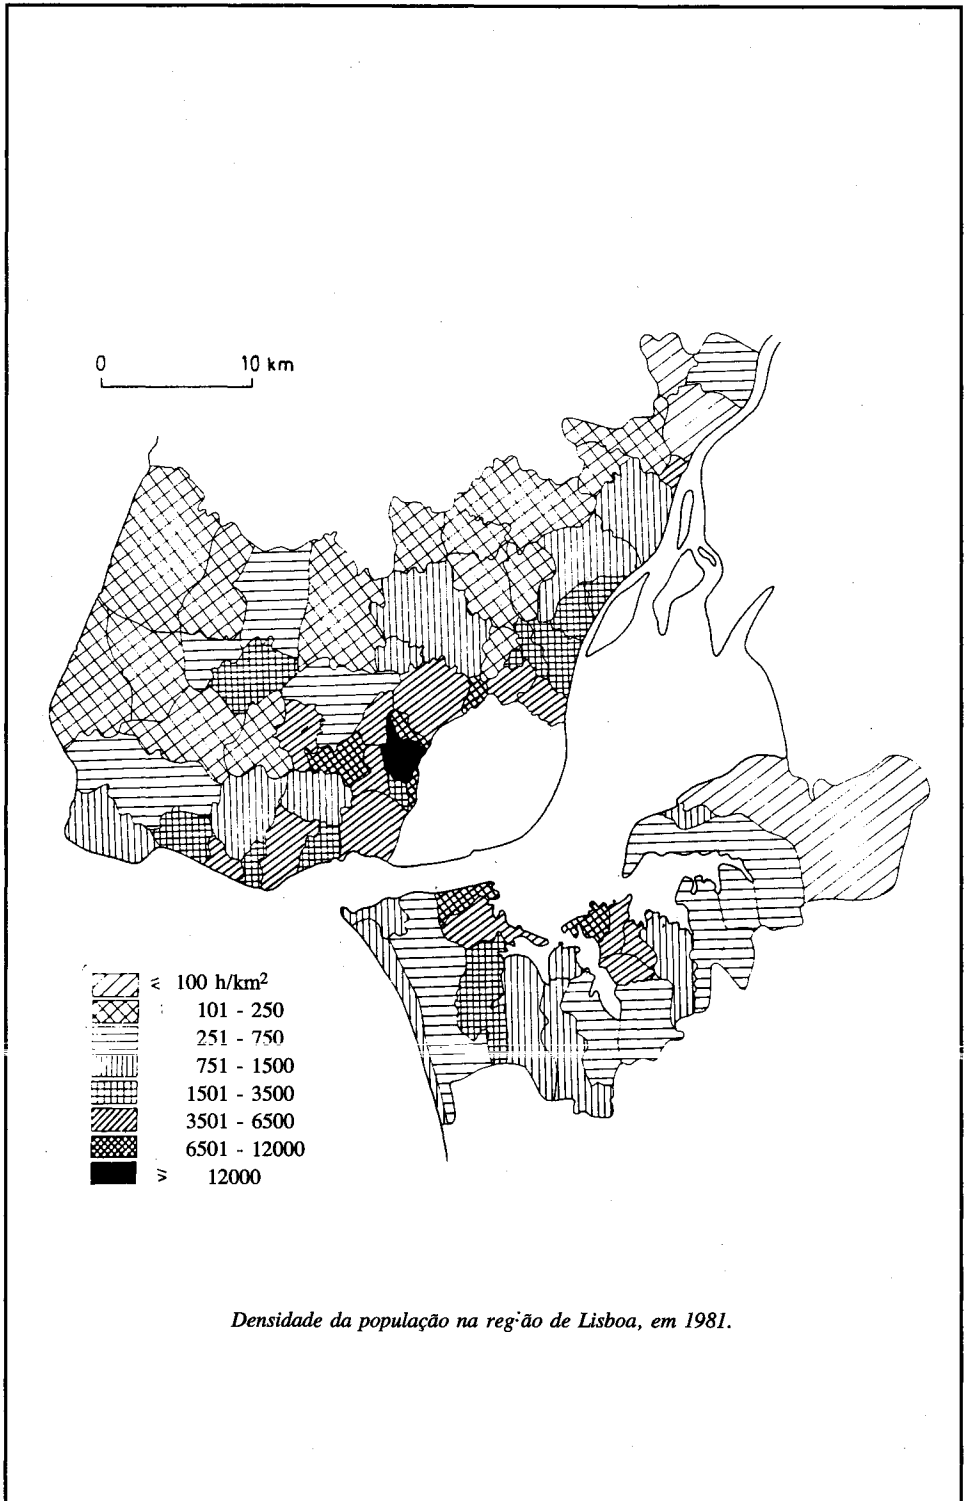 0 10 km
≤ 100 h/km²
101 - 250
251 - 750
751 - 1500
1501 - 3500
3501 - 6500
6501 - 12000
≥ 12000
Densidade da população na reg·ão de Lisboa, em 1981.